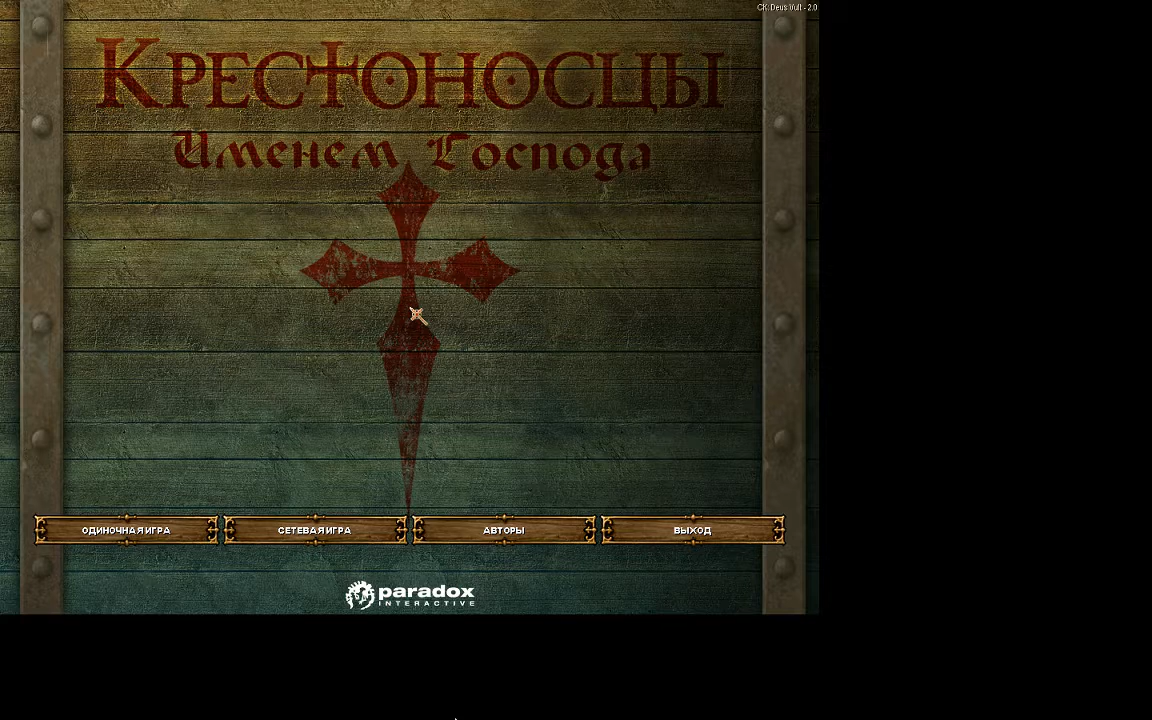 CK: Deus Vult - 2.0
КРЕСТОНОСЦЫ
Именем Господа
ОДИНОЧНАЯ ИГРА
СЕТЕВАЯ ИГРА
АВТОРЫ
ВЫХОД
paradox
INTERACTIVE